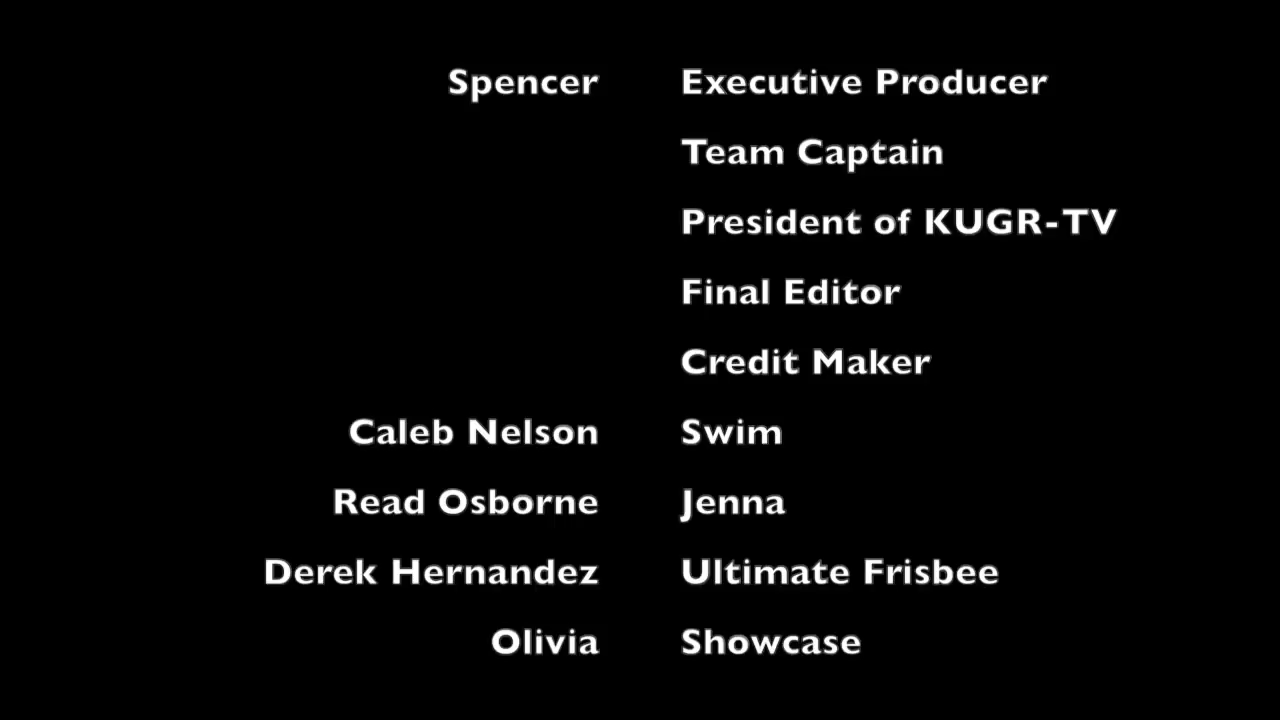 Spencer Executive Producer
Team Captain
President of KUGR-TV
Final Editor
Credit Maker
Caleb Nelson Swim
Read Osborne Jenna
Derek Hernandez Ultimate Frisbee
Olivia Showcase